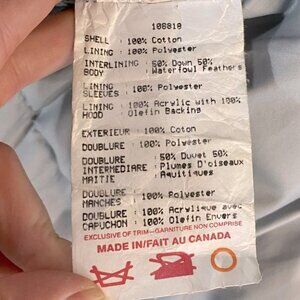 106818
SHELL : 100% Cotton
LINING : 100% Polyester
INTERLINING : 50% Down 50%
BODY Waterfowl Feathers
LINING : 100% Polyester
SLEEVES
LINING : 100% Acrylic with 100%
HOOD Olefin Backing
EXTERIEUR : 100% Coton
DOUBLURE : 100% Polyester
DOUBLURE : 50% Duvet 50%
INTERMEDIARE : Plumes D'oiseaux
MAITIE Aquitiques
DOUBLURE : 100% Polyester
MANCHES
DOUBLURE : 100% Acrylique avec
CAPUCHON : 100% Olefin Envers
EXCLUSIVE OF TRIM-GARNITURE NON COMPRISE
MADE IN/FAIT AU CANADA